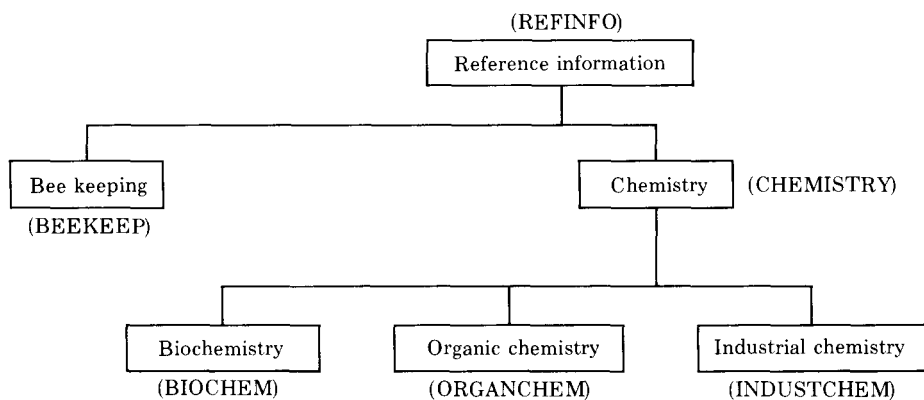 (REFINFO)
Reference information
Bee keeping
(BEEKEEP)
Chemistry
(CHEMISTRY)
Biochemistry
(BIOCHEM)
Organic chemistry
(ORGANCHEM)
Industrial chemistry
(INDUSTCHEM)